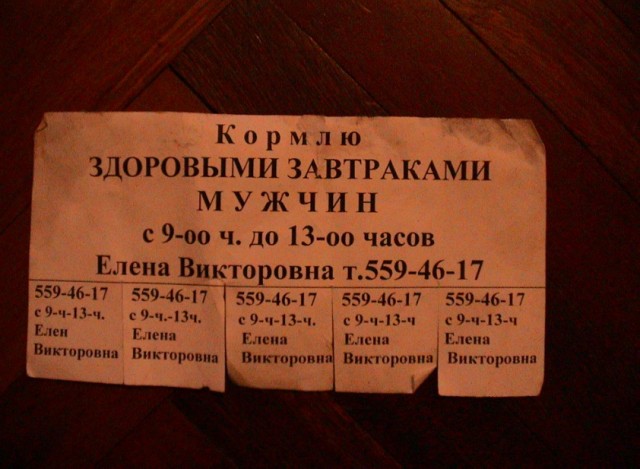 Кормлю
ЗДОРОВЫМИ ЗАВТРАКАМИ
МУЖЧИН
с 9-оо ч. до 13-оо часов
Елена Викторовна т.559-46-17
559-46-17
с 9-ч-13-ч.
Елен
Викторовна
559-46-17
с 9-ч.-13ч.
Елена
Викторовна
559-46-17
с 9-ч-13-ч.
Елена
Викторовна
559-46-17
с 9-ч-13-ч
Елена
Викторовна
559-46-17
с 9-ч-13-ч
Елена
Викторовна